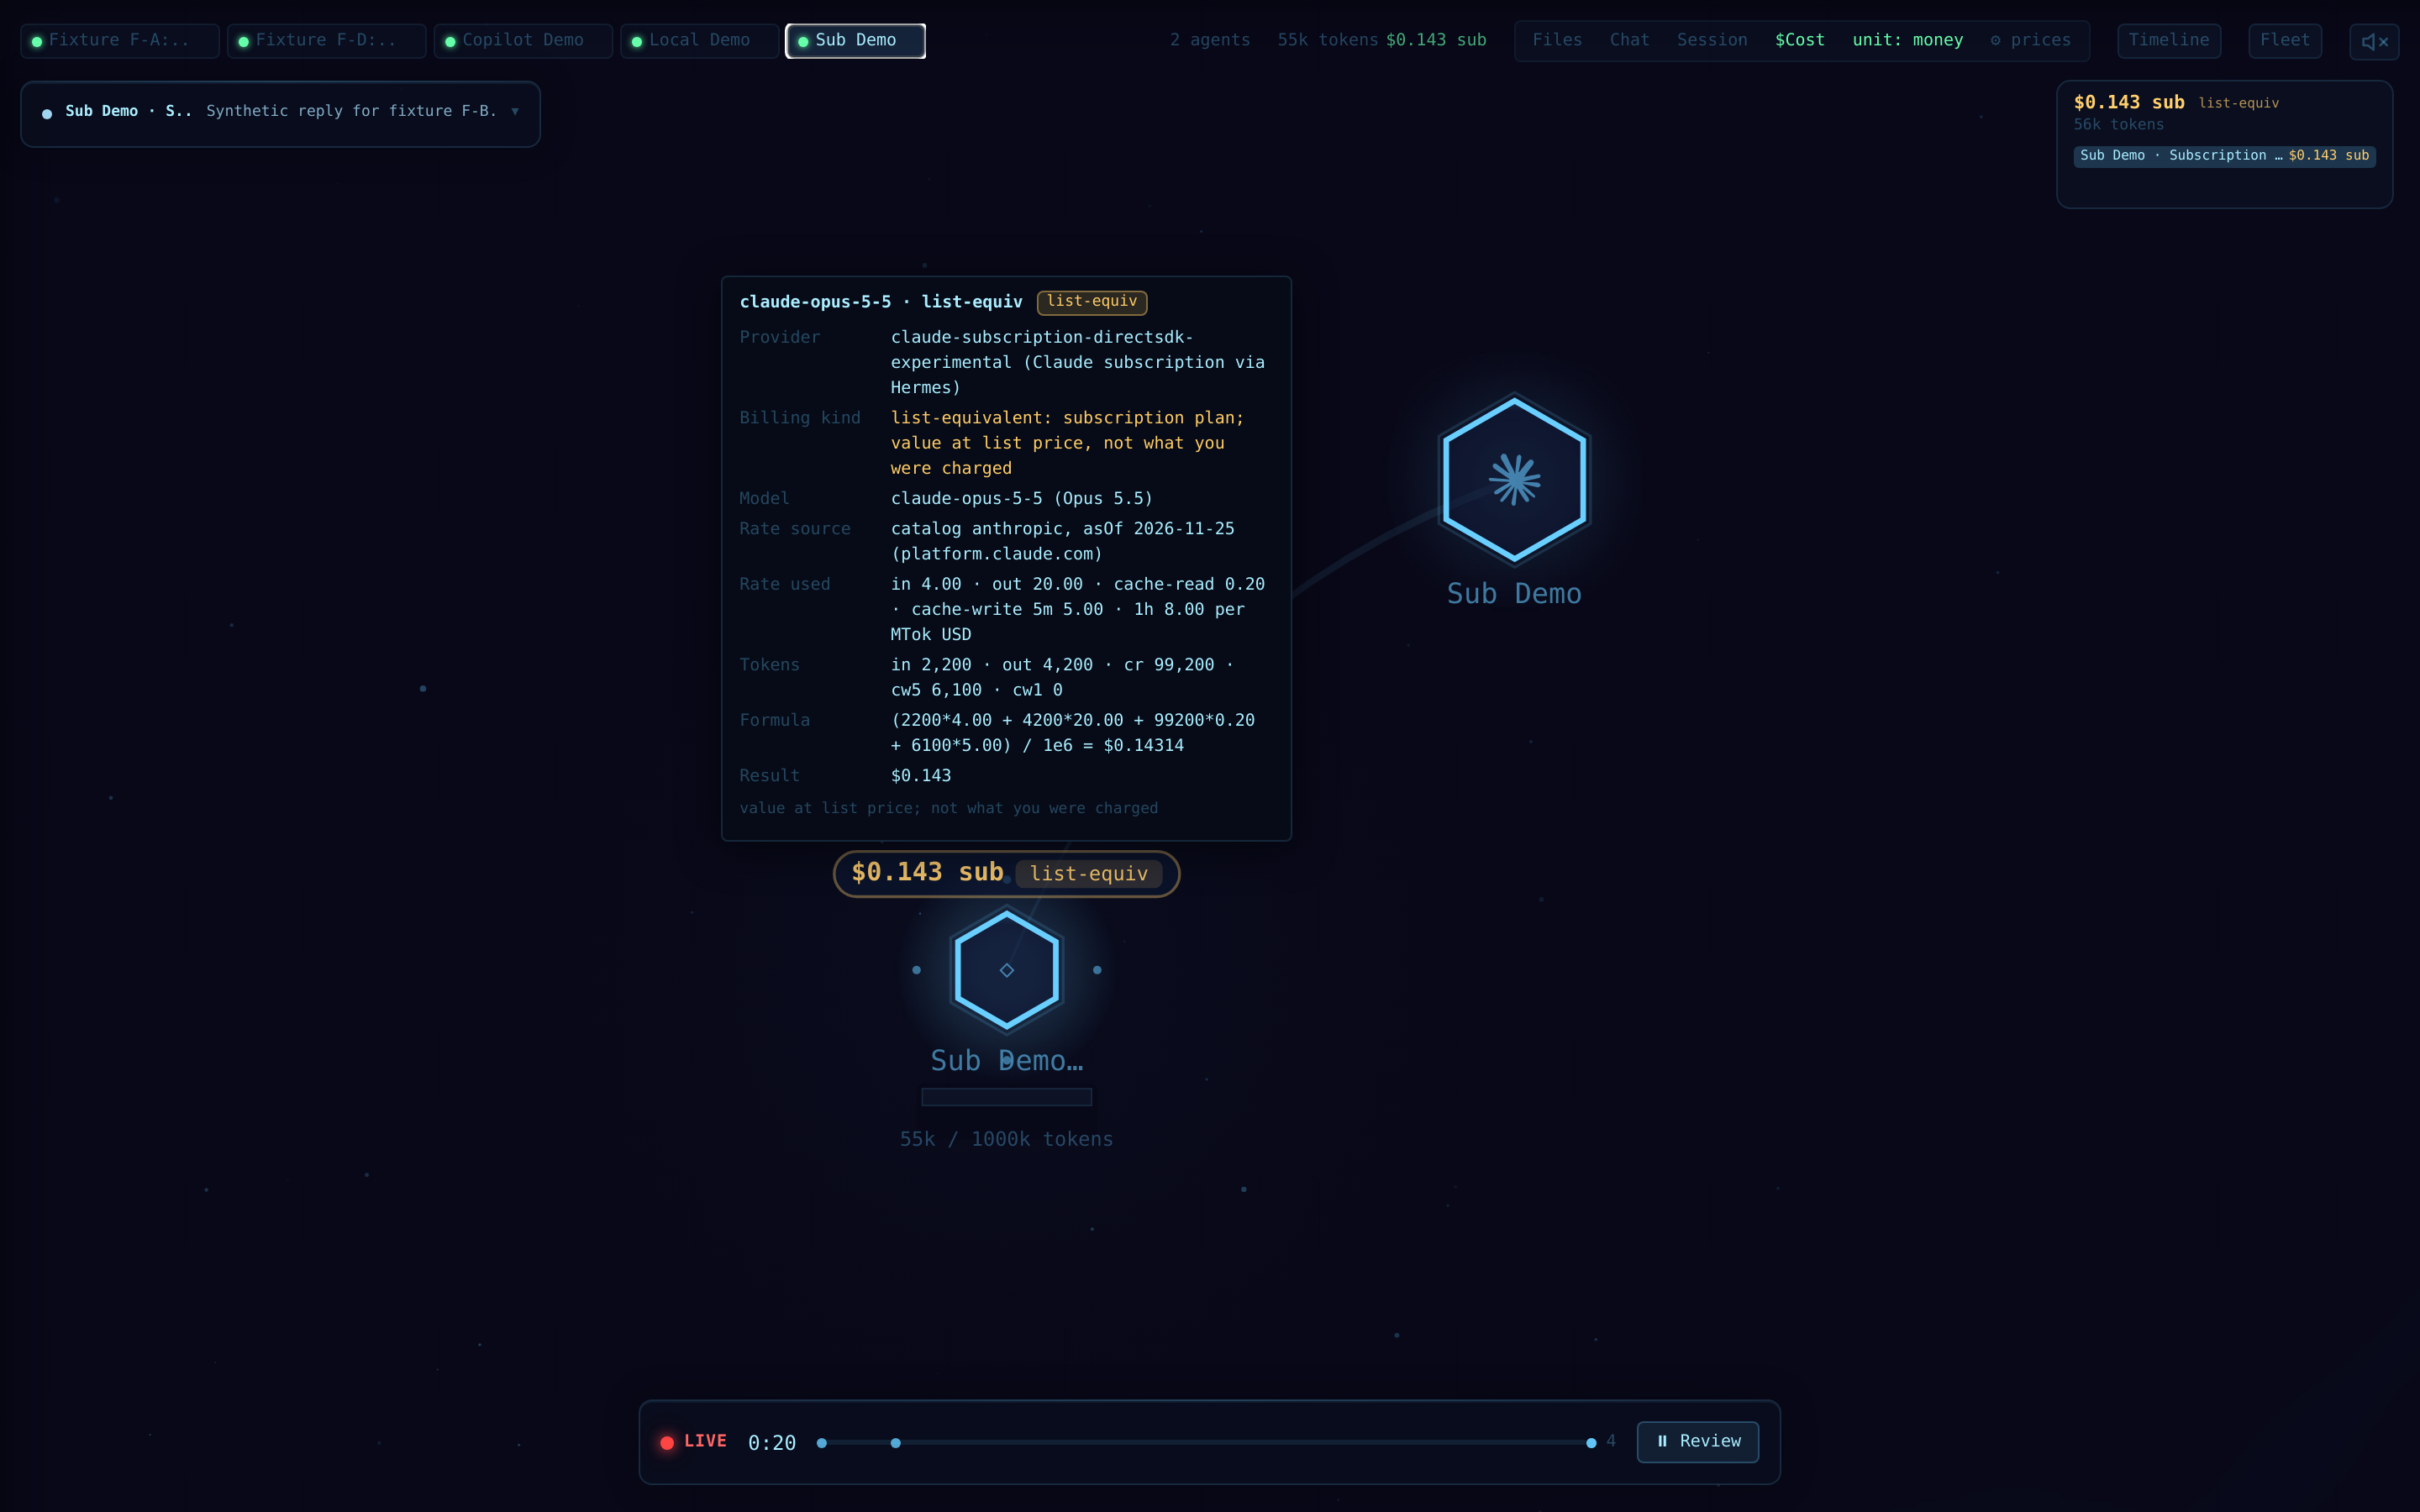 Fixture F-A:..
Fixture F-D:..
Copilot Demo
Local Demo
Sub Demo
2 agents
55k tokens $0.143 sub
Files
Chat
Session
$Cost
unit: money
⚙ prices
Timeline
Fleet
Sub Demo · S.. Synthetic reply for fixture F-B. ▼
$0.143 sub list-equiv
56k tokens
Sub Demo · Subscription … $0.143 sub
claude-opus-5-5 · list-equiv list-equiv
Provider claude-subscription-directsdk-
experimental (Claude subscription via
Hermes)
Billing kind list-equivalent: subscription plan;
value at list price, not what you
were charged
Model claude-opus-5-5 (Opus 5.5)
Rate source catalog anthropic, asOf 2026-11-25
(platform.claude.com)
Rate used in 4.00 · out 20.00 · cache-read 0.20
· cache-write 5m 5.00 · 1h 8.00 per
MTok USD
Tokens in 2,200 · out 4,200 · cr 99,200 ·
cw5 6,100 · cw1 0
Formula (2200*4.00 + 4200*20.00 + 99200*0.20
+ 6100*5.00) / 1e6 = $0.14314
Result $0.143
value at list price; not what you were charged
Sub Demo
$0.143 sub list-equiv
Sub Demo…
55k / 1000k tokens
LIVE 0:20 4 Review